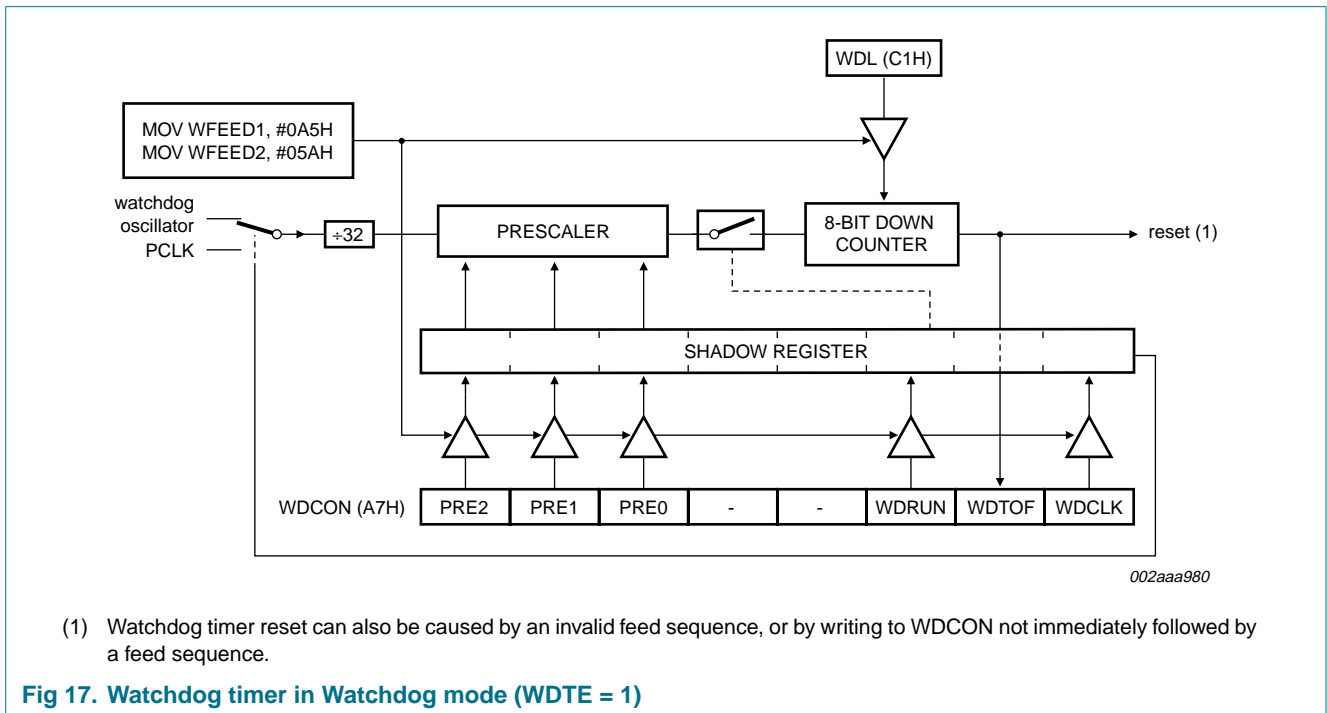 WDL (C1H)
MOV WFEED1, #0A5H
MOV WFEED2, #05AH
watchdog
oscillator
PCLK
÷32
PRESCALER
8-BIT DOWN
COUNTER
reset (1)
SHADOW REGISTER
WDCON (A7H)
PRE2
PRE1
PRE0
-
-
WDRUN
WDTOF
WDCLK
002aaa980
(1) Watchdog timer reset can also be caused by an invalid feed sequence, or by writing to WDCON not immediately followed by
a feed sequence.
Fig 17. Watchdog timer in Watchdog mode (WDTE = 1)